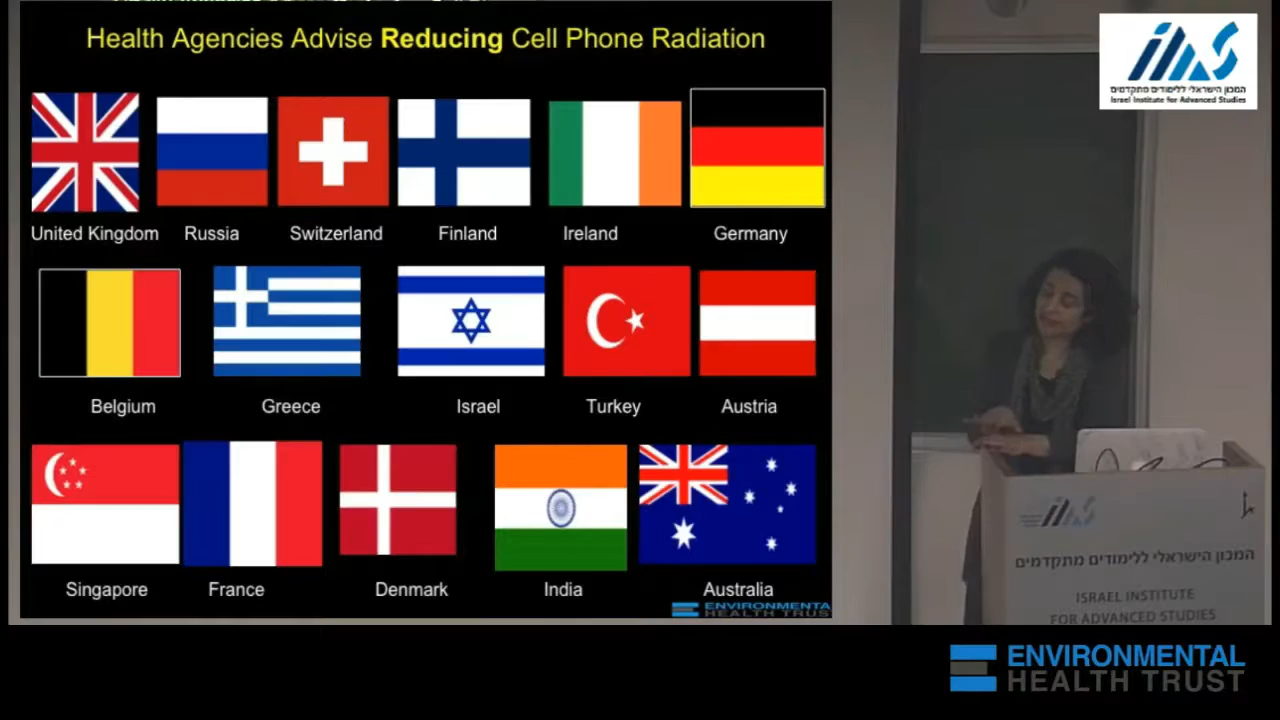 Health Agencies Advise Reducing Cell Phone Radiation
United Kingdom Russia Switzerland Finland Ireland Germany
Belgium Greece Israel Turkey Austria
Singapore France Denmark India Australia
ENVIRONMENTA
HEALTH TRUS
המכון הישראלי ללימודים מתקדמים
Israel Institute for Advanced Studies
המכון הישראלי ללימודים מתקדמים
ISRAEL INSTITUTE
FOR ADVANCED STUDIES
ENVIRONMENTAL
HEALTH TRUST